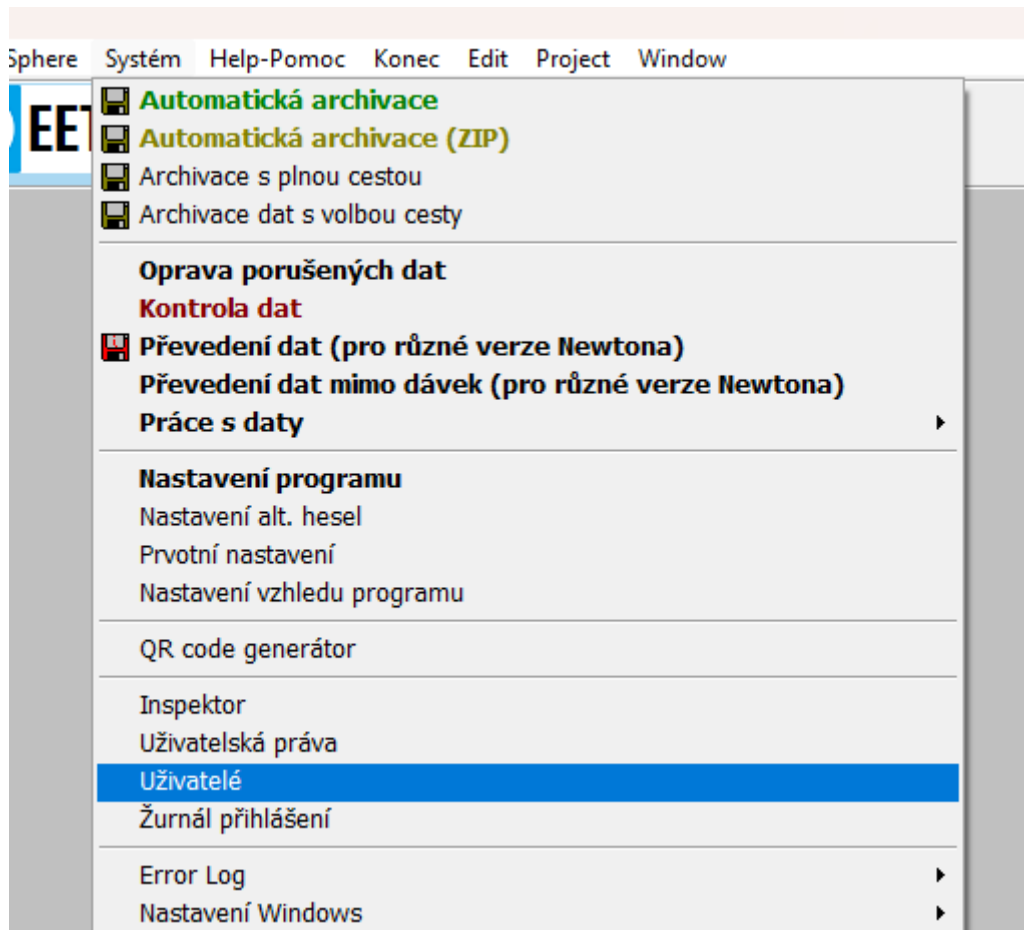 Sphere Systém Help-Pomoc Konec Edit Project Window
EET
Automatická archivace
Automatická archivace (ZIP)
Archivace s plnou cestou
Archivace dat s volbou cesty
Oprava porušených dat
Kontrola dat
Převedení dat (pro různé verze Newtona)
Převedení dat mimo dávek (pro různé verze Newtona)
Práce s daty
Nastavení programu
Nastavení alt. hesel
Prvotní nastavení
Nastavení vzhledu programu
QR code generátor
Inspektor
Uživatelská práva
Uživatelé
Žurnál přihlášení
Error Log
Nastavení Windows